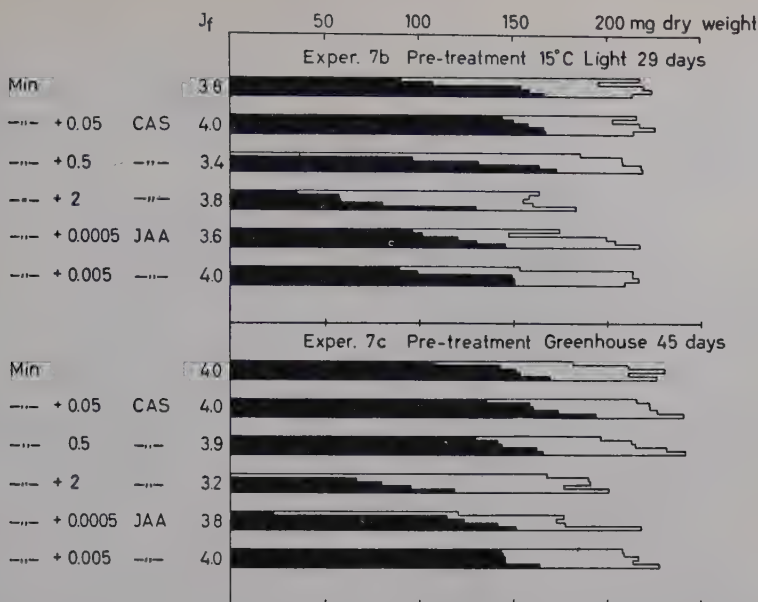 J_f 50 100 150 200 mg dry weight
Exper. 7b Pre-treatment 15°C Light 29 days
Min 3.8
—〃— + 0.05 CAS 4.0
—〃— + 0.5 —〃— 3.4
—〃— + 2 —〃— 3.8
—〃— + 0.0005 JAA 3.6
—〃— + 0.005 —〃— 4.0
Exper. 7c Pre-treatment Greenhouse 45 days
Min 4.0
—〃— + 0.05 CAS 4.0
—〃— 0.5 —〃— 3.9
—〃— + 2 —〃— 3.2
—〃— + 0.0005 JAA 3.8
—〃— + 0.005 —〃— 4.0